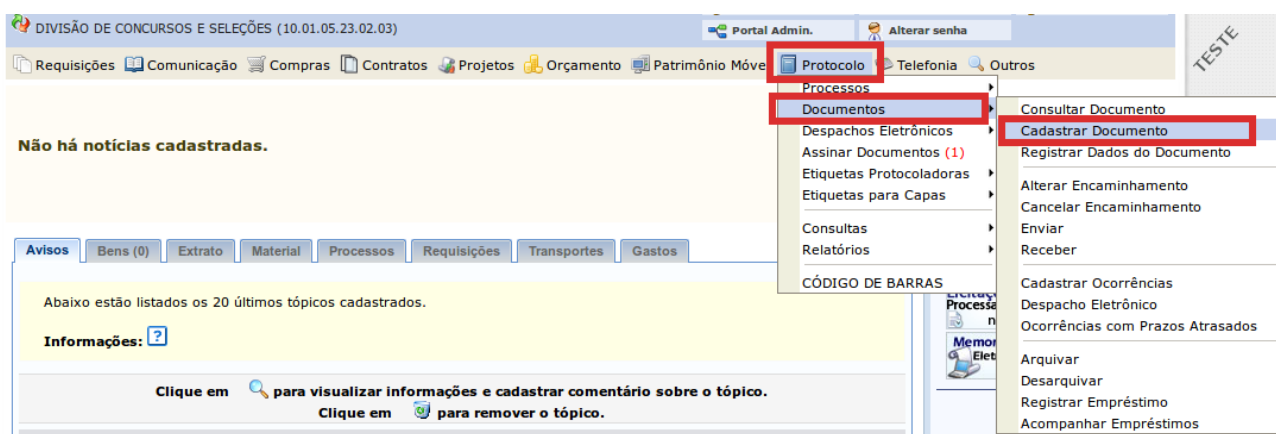 DIVISÃO DE CONCURSOS E SELEÇÕES (10.01.05.23.02.03)
Portal Admin.
Alterar senha
TESTE
Requisições Comunicação Compras Contratos Projetos Orçamento Patrimônio Móve Protocolo Telefonia Outros
Não há notícias cadastradas.
Processos
Documentos
Despachos Eletrônicos
Assinar Documentos (1)
Etiquetas Protocoladoras
Etiquetas para Capas
Consultas
Relatórios
CÓDIGO DE BARRAS
Consultar Documento
Cadastrar Documento
Registrar Dados do Documento
Alterar Encaminhamento
Cancelar Encaminhamento
Enviar
Receber
Cadastrar Ocorrências
Despacho Eletrônico
Ocorrências com Prazos Atrasados
Arquivar
Desarquivar
Registrar Empréstimo
Acompanhar Empréstimos
Avisos Bens (0) Extrato Material Processos Requisições Transportes Gastos
Abaixo estão listados os 20 últimos tópicos cadastrados.
Informações: ?
Clique em para visualizar informações e cadastrar comentário sobre o tópico.
Clique em para remover o tópico.
Processa
n
Memor
Elet